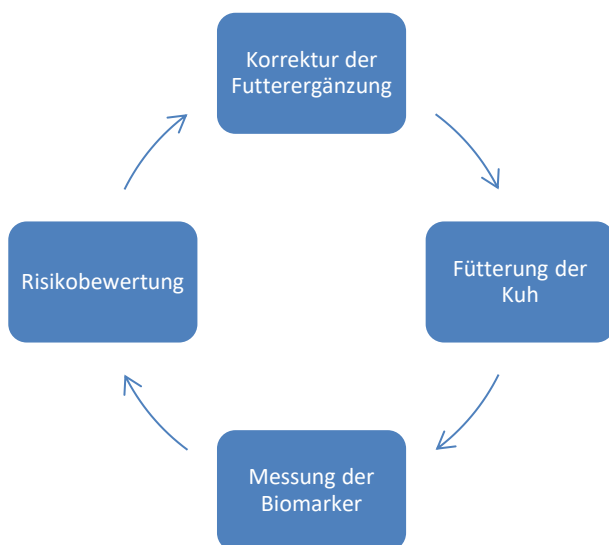 Korrektur der
Futterergänzung
Risikobewertung
Fütterung der
Kuh
Messung der
Biomarker